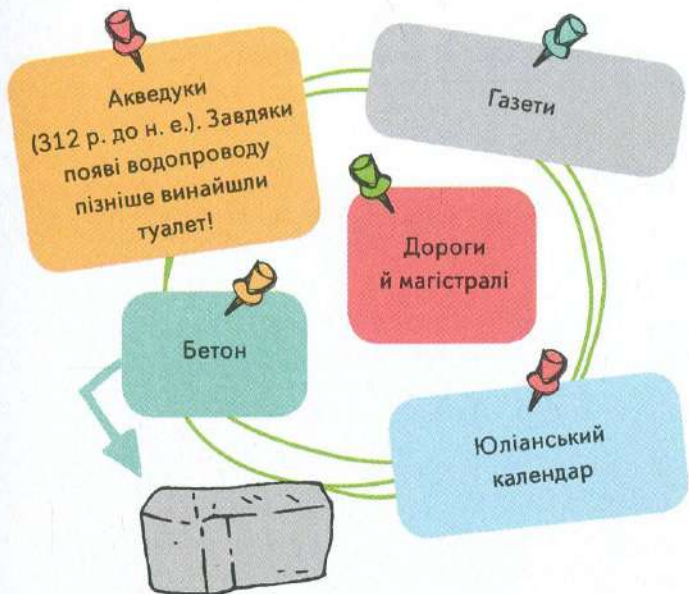 Акведуки
(312 р. до н. е.). Завдяки
появі водопроводу
пізніше винайшли
туалет!
Газети
Дороги
й магістралі
Бетон
Юліанський
календар